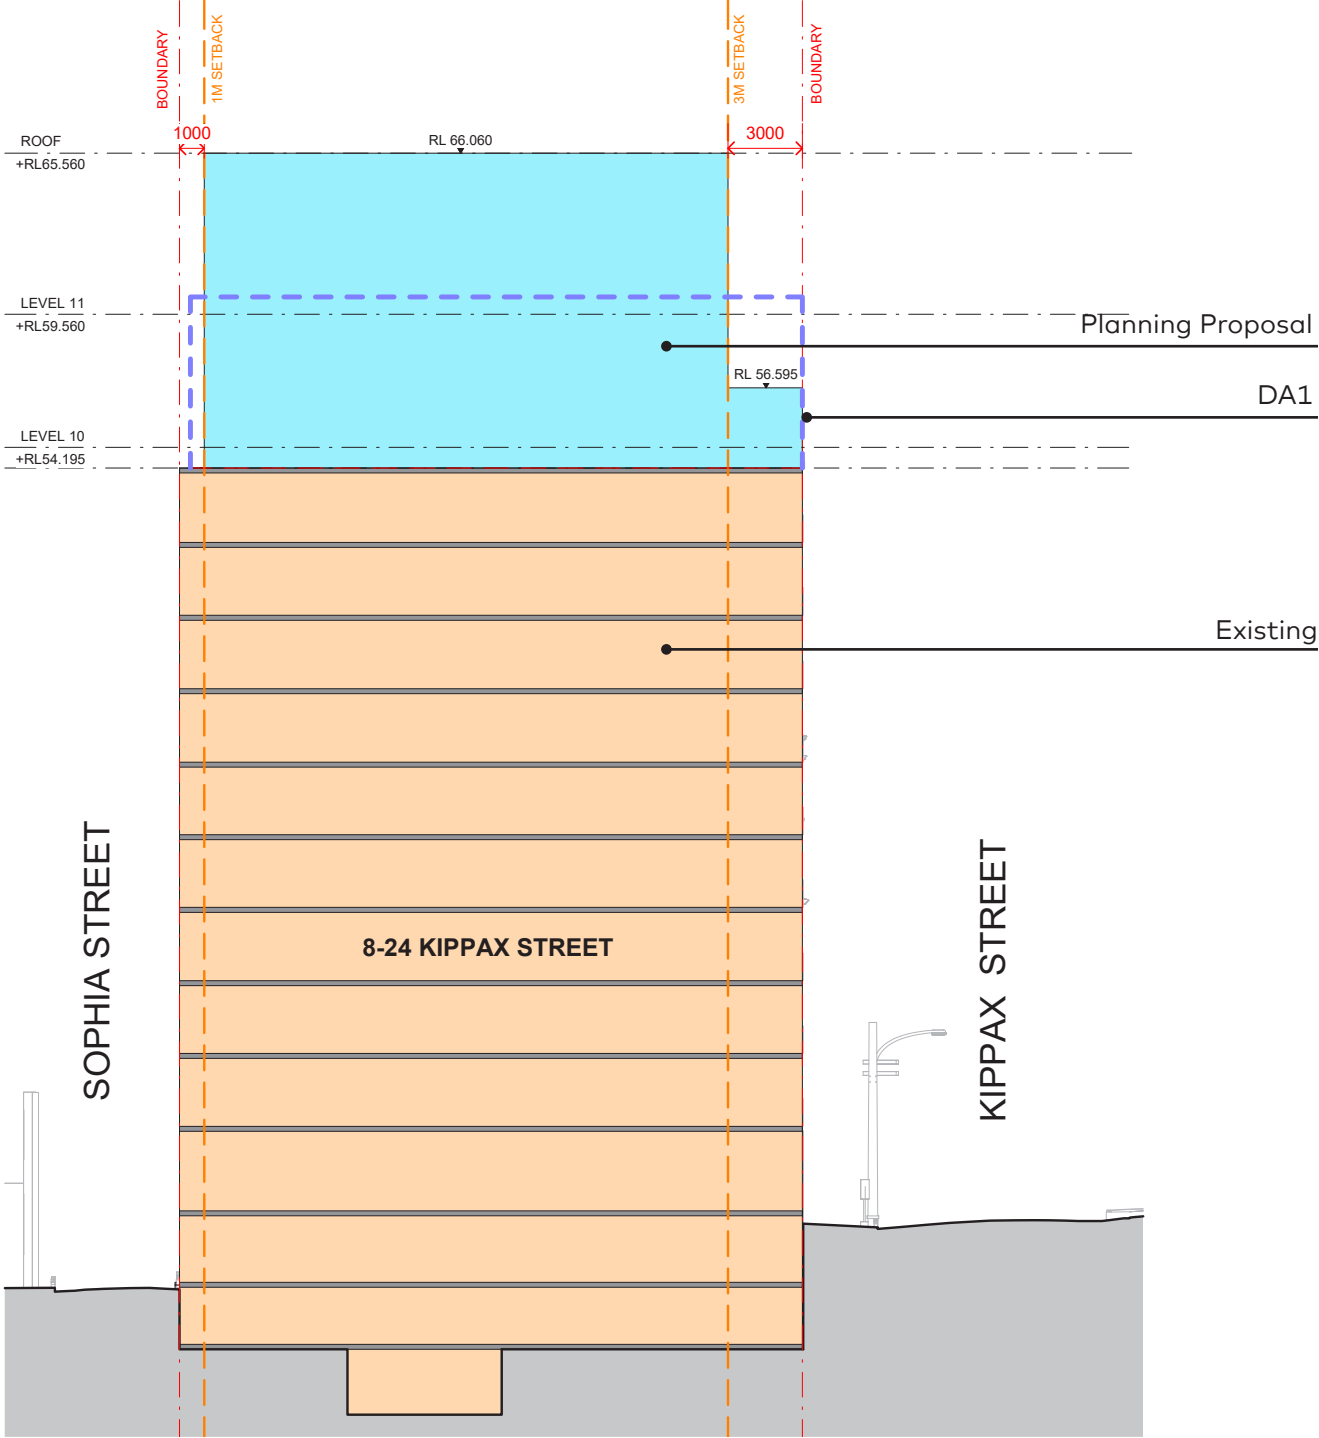 BOUNDARY
1M SETBACK
3M SETBACK
BOUNDARY
1000
3000
ROOF
+RL65.560
RL 66.060
LEVEL 11
+RL59.560
Planning Proposal
RL 56.595
DA1
LEVEL 10
+RL54.195
Existing
SOPHIA STREET
8-24 KIPPAX STREET
KIPPAX STREET